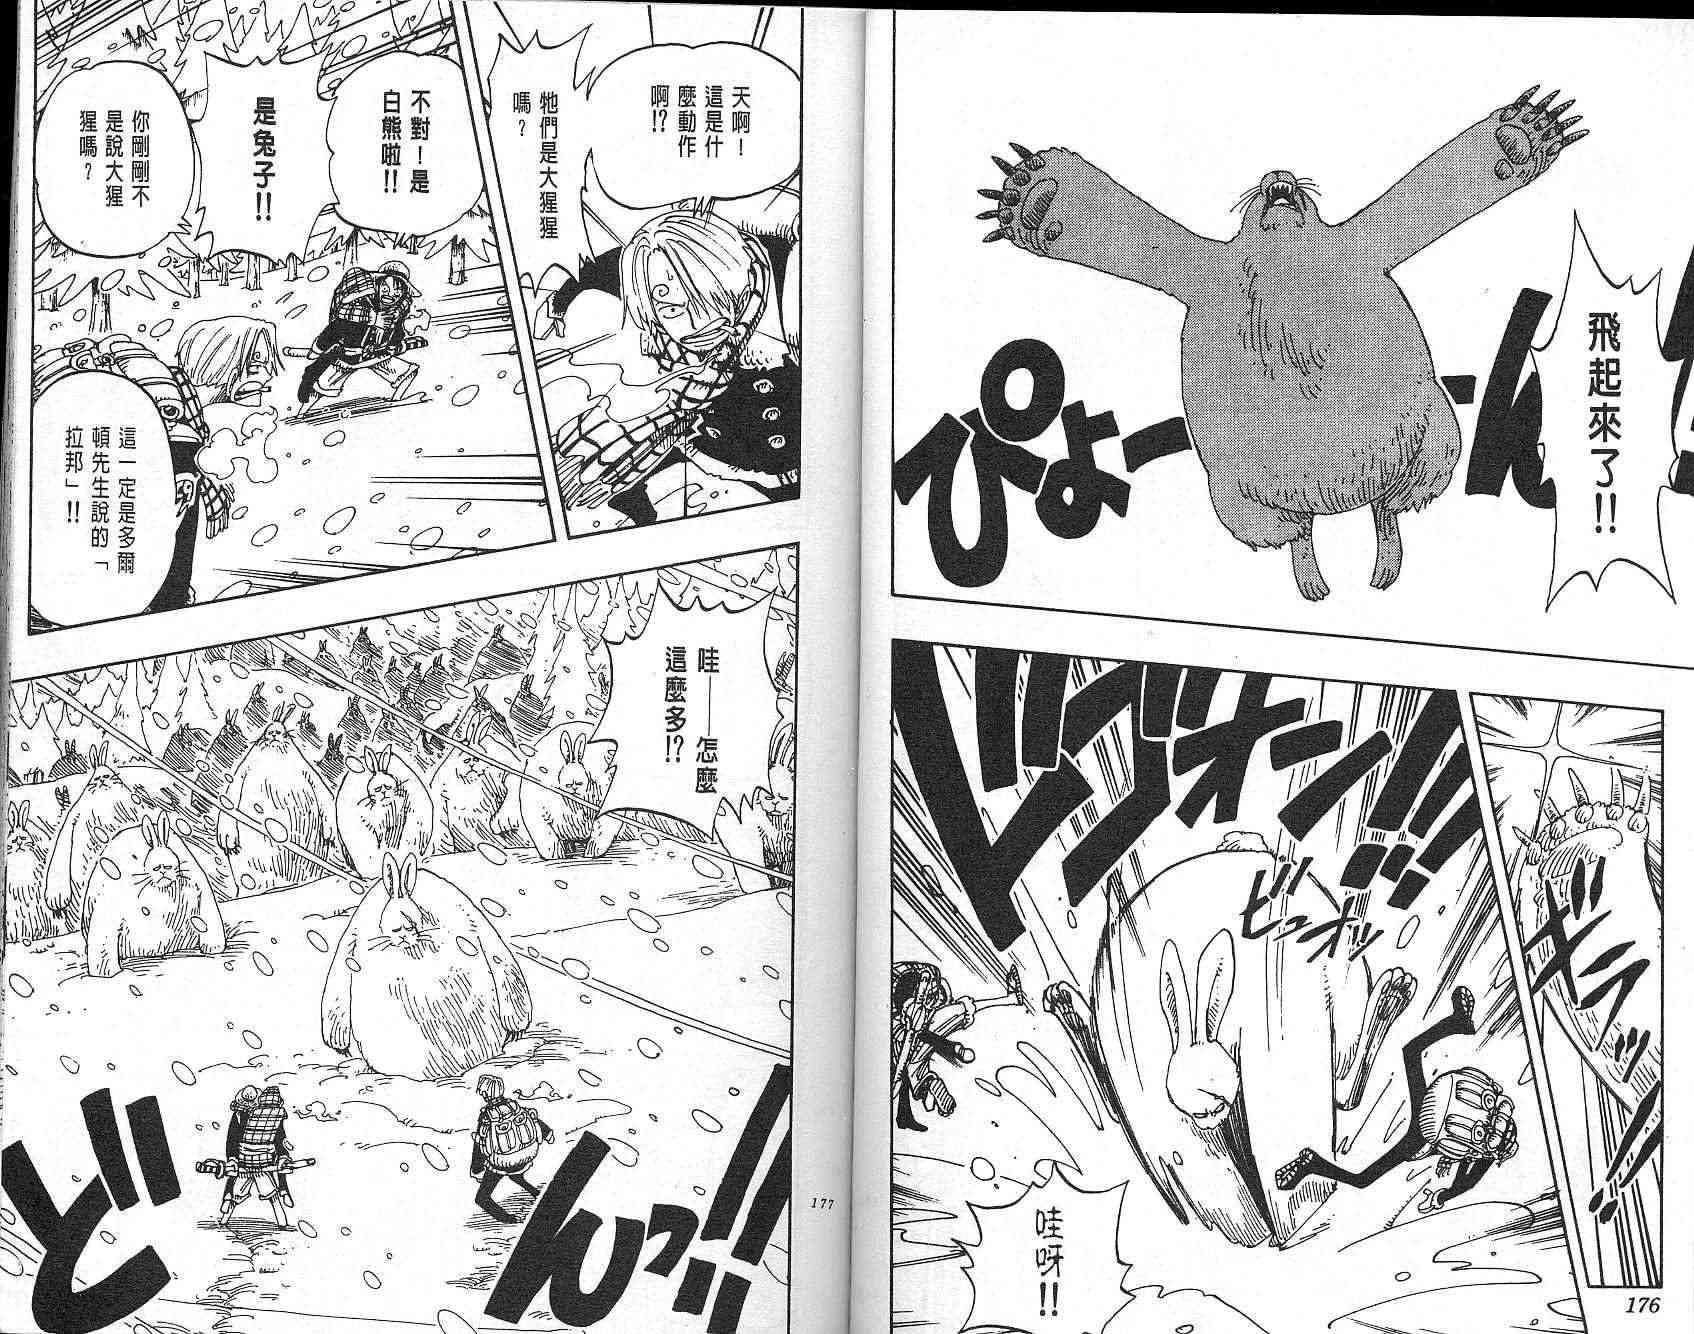 飛起來了!!
ぴょーーん
ギラッ
ドゴォン!!!
ビュオッ
哇呀!!
176
天啊！
這是什
麼動作
啊!?
牠們是大猩猩
嗎？
不對！是
白熊啦!!
是兔子!!
你剛剛不
是說大猩
猩嗎？
這一定是多爾
頓先生說的「
拉邦」!!
哇——怎麼
這麼多!?
どんっ!!
177